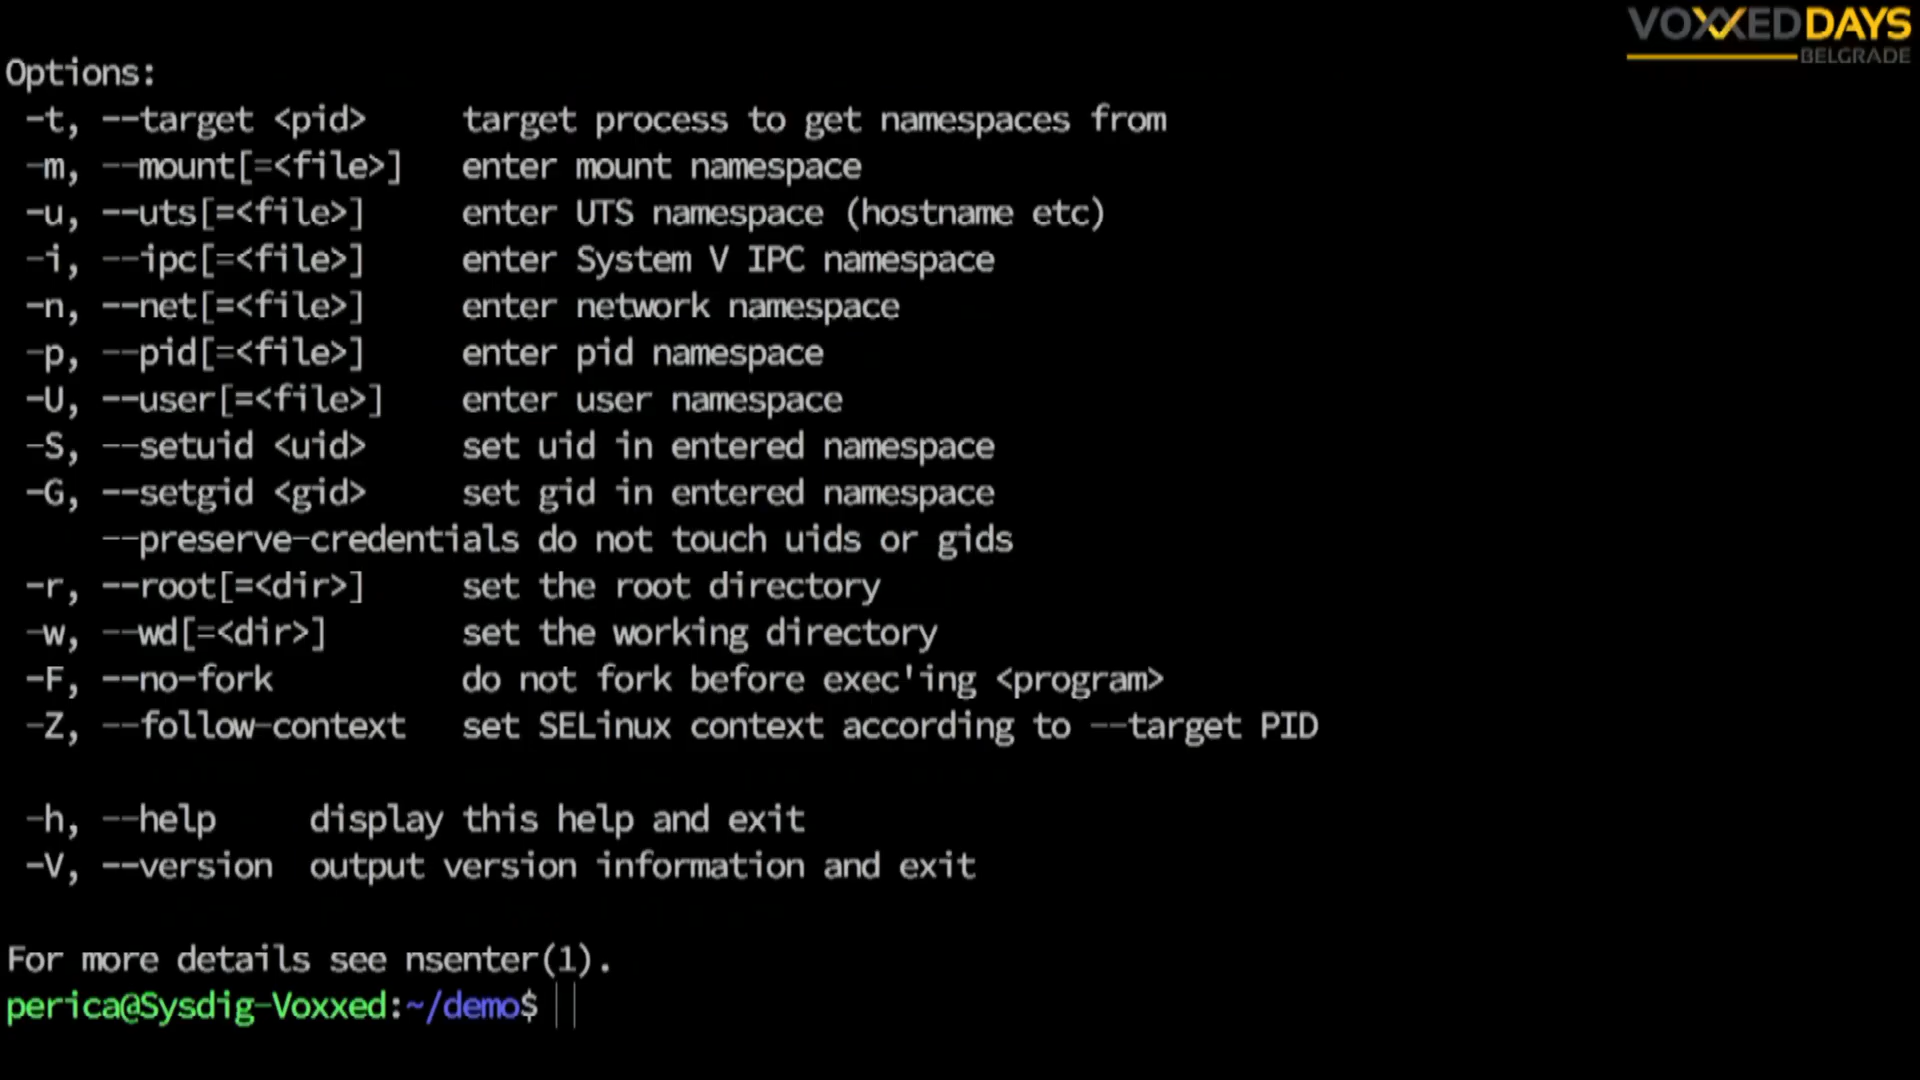 VOXXED DAYS
BELGRADE
Options:
-t, --target <pid> target process to get namespaces from
-m, --mount[=<file>] enter mount namespace
-u, --uts[=<file>] enter UTS namespace (hostname etc)
-i, --ipc[=<file>] enter System V IPC namespace
-n, --net[=<file>] enter network namespace
-p, --pid[=<file>] enter pid namespace
-U, --user[=<file>] enter user namespace
-S, --setuid <uid> set uid in entered namespace
-G, --setgid <gid> set gid in entered namespace
--preserve-credentials do not touch uids or gids
-r, --root[=<dir>] set the root directory
-w, --wd[=<dir>] set the working directory
-F, --no-fork do not fork before exec'ing <program>
-Z, --follow-context set SELinux context according to --target PID
-h, --help display this help and exit
-V, --version output version information and exit
For more details see nsenter(1).
perica@Sysdig-Voxxed:~/demo$